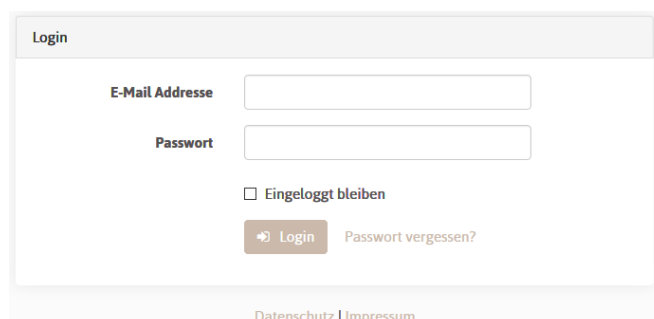 Login
E-Mail Addresse
Passwort
Eingeloggt bleiben
Login Passwort vergessen?
Datenschutz | Impressum